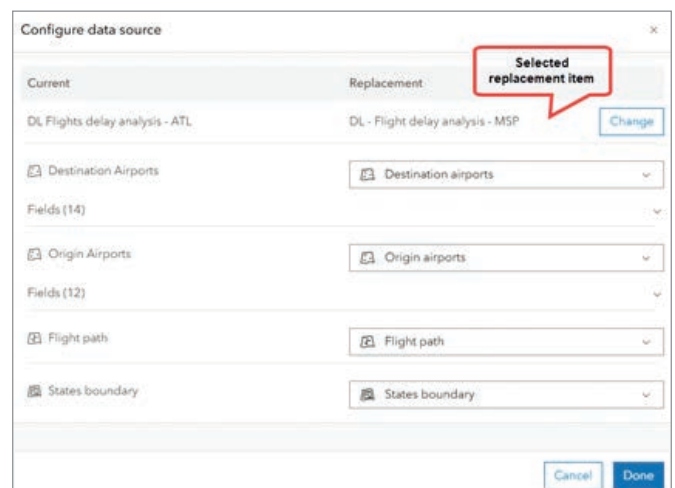 Configure data source
×
Selected
replacement item
Current
Replacement
DL Flights delay analysis - ATL
DL - Flight delay analysis - MSP
Change
Destination Airports
Destination airports
Fields (14)
Origin Airports
Origin airports
Fields (12)
Flight path
Flight path
States boundary
States boundary
Cancel
Done